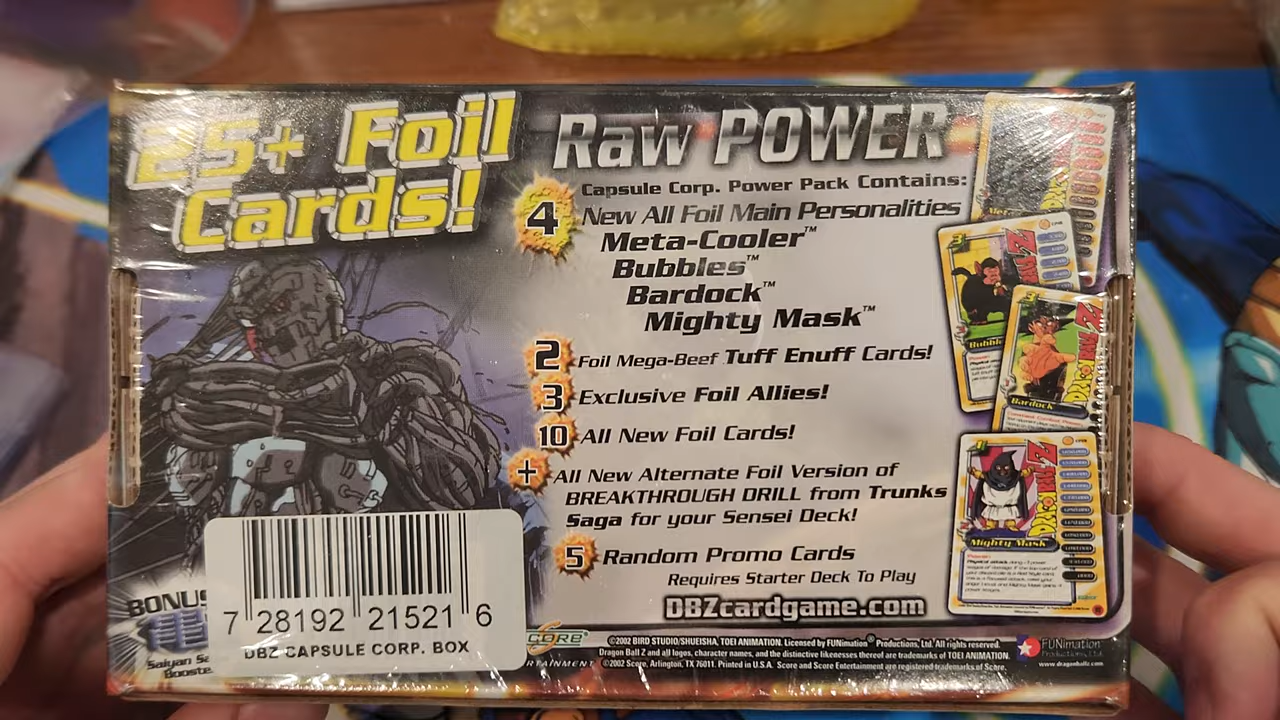 25+ Foil
Cards!
Raw POWER
Capsule Corp. Power Pack Contains:
4 New All Foil Main Personalities
Meta-Cooler™
Bubbles™
Bardock™
Mighty Mask™
2 Foil Mega-Beef Tuff Enuff Cards!
3 Exclusive Foil Allies!
10 All New Foil Cards!
+ All New Alternate Foil Version of
BREAKTHROUGH DRILL from Trunks
Saga for your Sensei Deck!
5 Random Promo Cards
Requires Starter Deck To Play
DBZcardgame.com
Bardock
Mighty Mask
BONUS
Saiyan
7 28192 21521 6
DBZ CAPSULE CORP. BOX
SCORE
©2002 BIRD STUDIO/SHUEISHA, TOEI ANIMATION. Licensed by FUNimation® Productions, Ltd. All rights reserved.
Dragon Ball Z and all logos, character names, and the distinctive likenesses thereof are trademarks of TOEI ANIMATION.
©2002 Score, Arlington, TX 76011. Printed in U.S.A. Score and Score Entertainment are registered trademarks of Score.
FUNimation
Productions, Ltd.
www.dragonballz.com